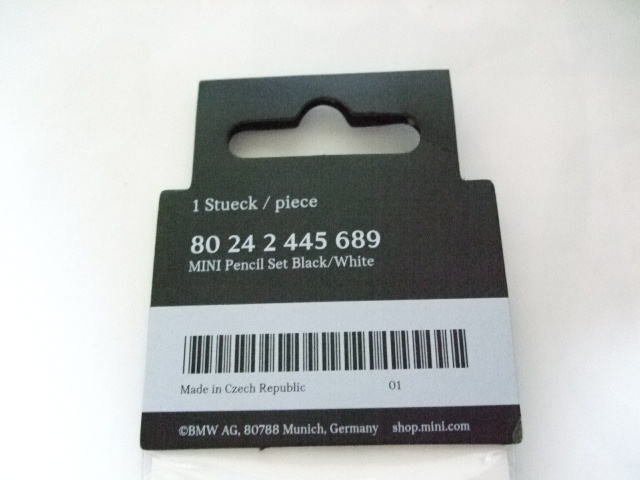 1 Stueck / piece
80 24 2 445 689
MINI Pencil Set Black/White
Made in Czech Republic 01
©BMW AG, 80788 Munich, Germany shop.mini.com